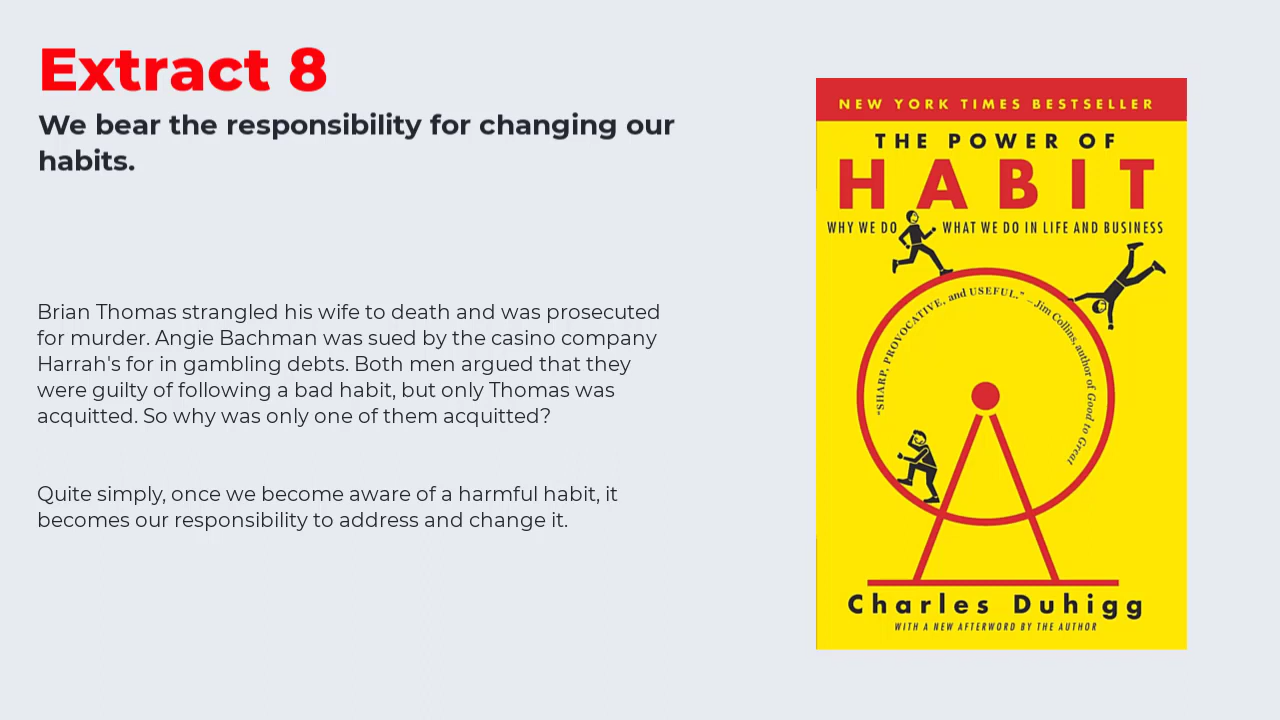 Extract 8
We bear the responsibility for changing our
habits.
Brian Thomas strangled his wife to death and was prosecuted
for murder. Angie Bachman was sued by the casino company
Harrah's for in gambling debts. Both men argued that they
were guilty of following a bad habit, but only Thomas was
acquitted. So why was only one of them acquitted?
Quite simply, once we become aware of a harmful habit, it
becomes our responsibility to address and change it.
NEW YORK TIMES BESTSELLER
THE POWER OF
HABIT
WHY WE DO WHAT WE DO IN LIFE AND BUSINESS
"SHARP, PROVOCATIVE, and USEFUL." –Jim Collins, author of Good to Great
Charles Duhigg
WITH A NEW AFTERWORD BY THE AUTHOR